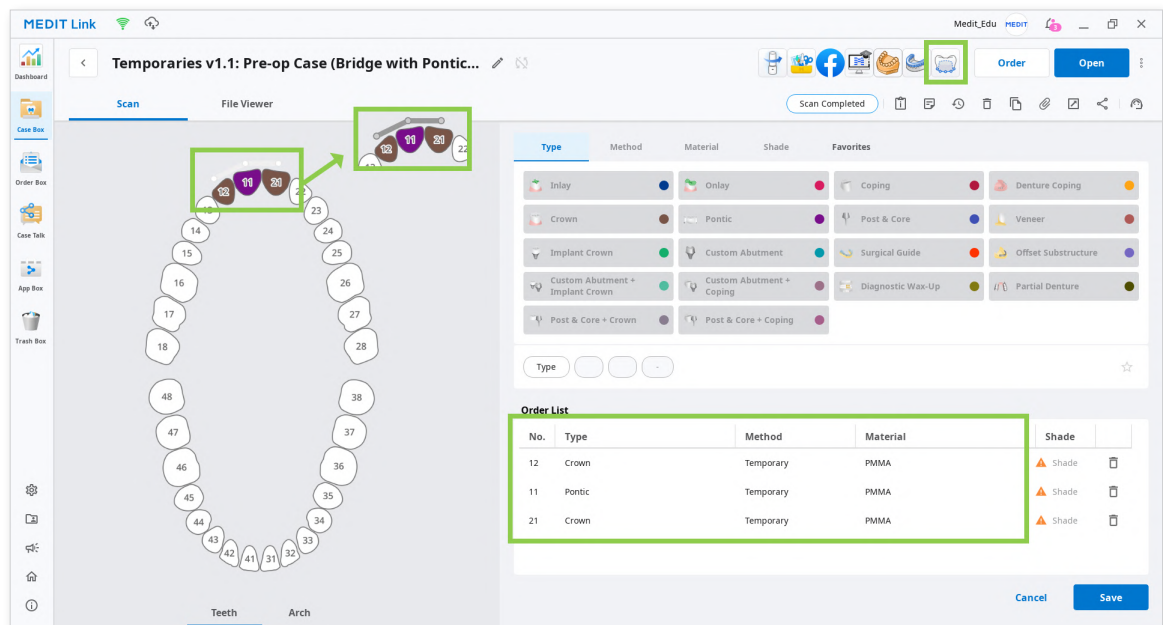 MEDIT Link
Medit_Edu MEDIT 3
Dashboard
Case Box
Order Box
Case Talk
App Box
Trash Box
Temporaries v1.1: Pre-op Case (Bridge with Pontic...
Order
Open
Scan
File Viewer
Scan Completed
12 11 21 22
12 11 21 22
13
23
14
24
15
25
16
26
17
27
18
28
48
38
47
37
46
36
45
35
44
34
43
33
42
32
41
31
Teeth
Arch
Type
Method
Material
Shade
Favorites
Inlay
Onlay
Coping
Denture Coping
Crown
Pontic
Post & Core
Veneer
Implant Crown
Custom Abutment
Surgical Guide
Offset Substructure
Custom Abutment +
Implant Crown
Custom Abutment +
Coping
Diagnostic Wax-Up
Partial Denture
Post & Core + Crown
Post & Core + Coping
Type
-
Order List
No. Type Method Material Shade
12 Crown Temporary PMMA Shade
11 Pontic Temporary PMMA Shade
21 Crown Temporary PMMA Shade
Cancel
Save